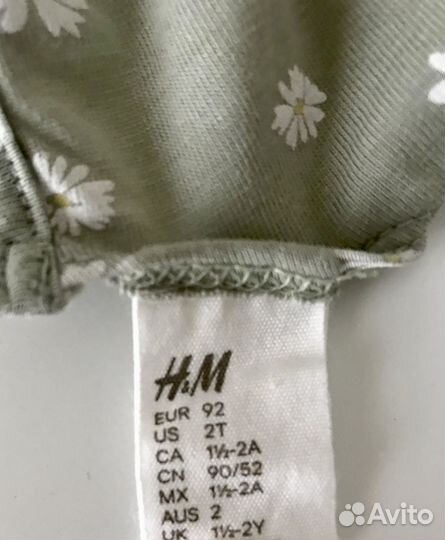 H&M
EUR 92
US 2T
CA 1½-2A
CN 90/52
MX 1½-2A
AUS 2
UK 1½-2Y
Avito